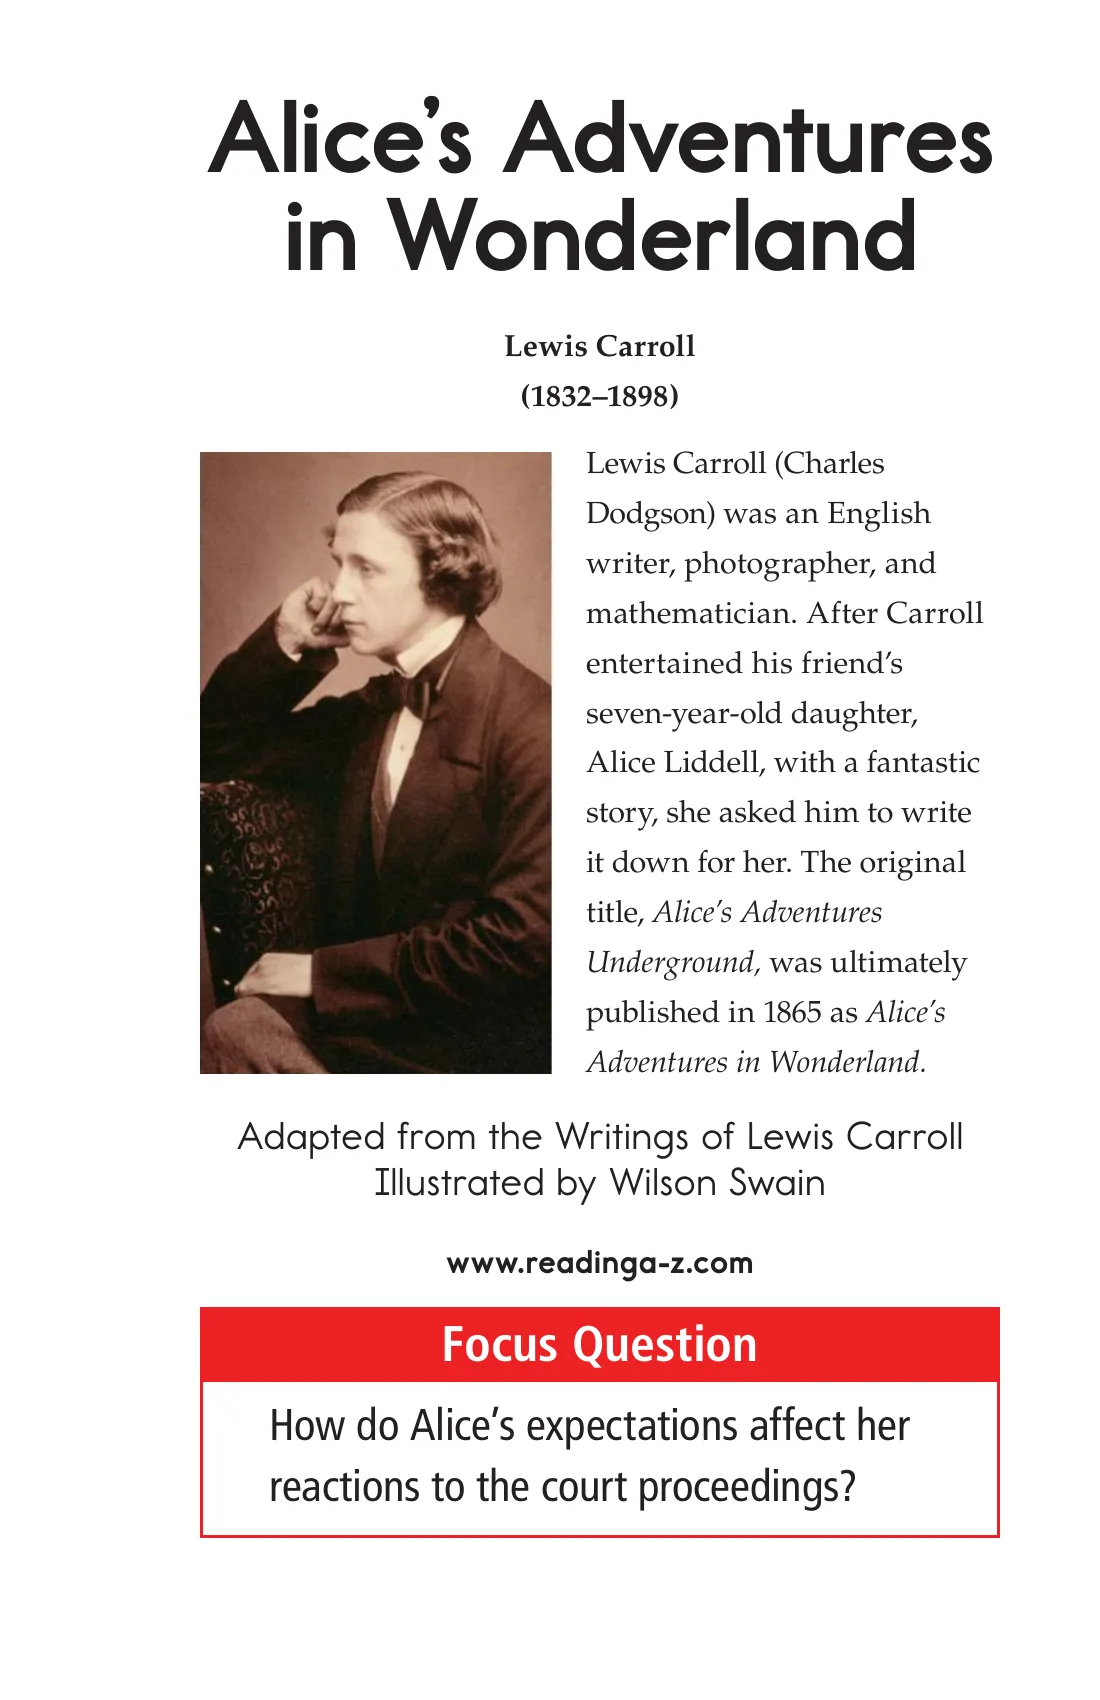 Alice’s Adventures
in Wonderland
Lewis Carroll
(1832–1898)
Lewis Carroll (Charles
Dodgson) was an English
writer, photographer, and
mathematician. After Carroll
entertained his friend’s
seven-year-old daughter,
Alice Liddell, with a fantastic
story, she asked him to write
it down for her. The original
title, Alice’s Adventures
Underground, was ultimately
published in 1865 as Alice’s
Adventures in Wonderland.
Adapted from the Writings of Lewis Carroll
Illustrated by Wilson Swain
www.readinga-z.com
Focus Question
How do Alice’s expectations affect her
reactions to the court proceedings?